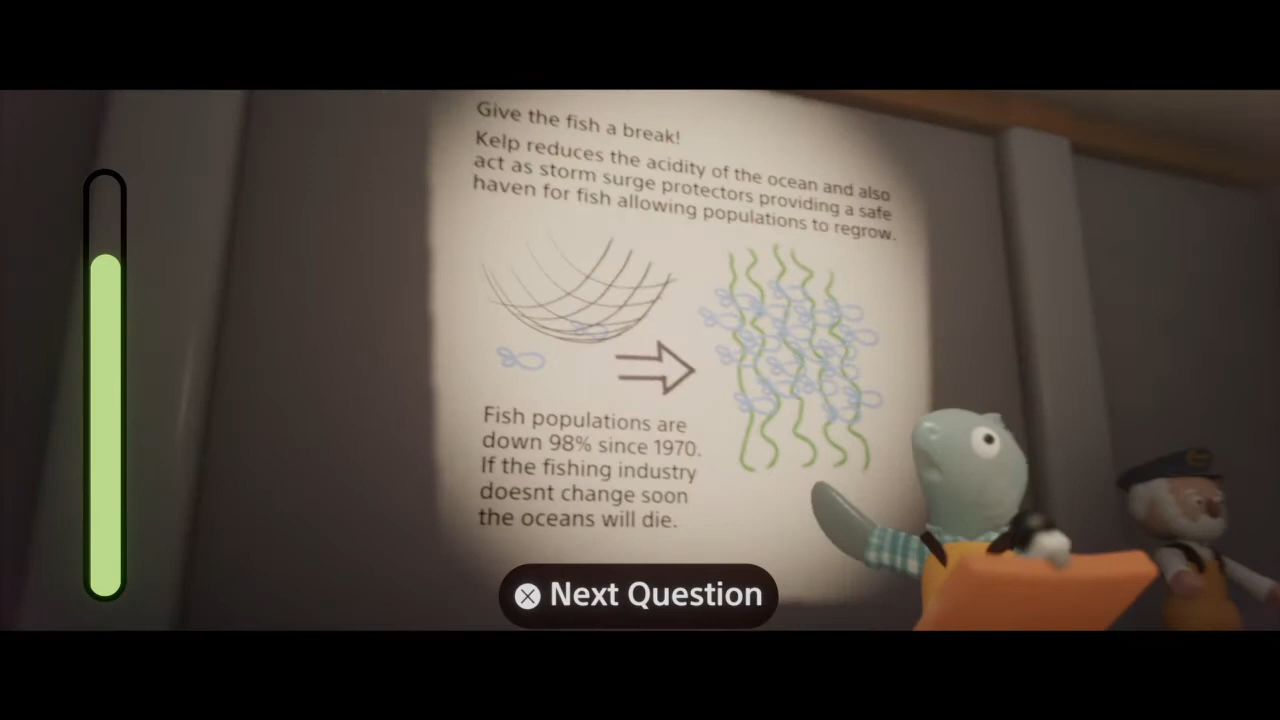 Give the fish a break!
Kelp reduces the acidity of the ocean and also
act as storm surge protectors providing a safe
haven for fish allowing populations to regrow.
Fish populations are
down 98% since 1970.
If the fishing industry
doesnt change soon
the oceans will die.
Next Question